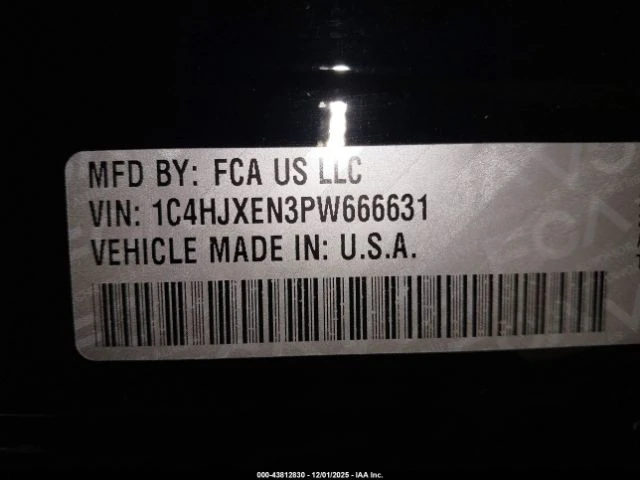 MFD BY: FCA US LLC
VIN: 1C4HJXEN3PW666631
VEHICLE MADE IN: U.S.A.
000-43812830 - 12/01/2025 - IAA Inc.